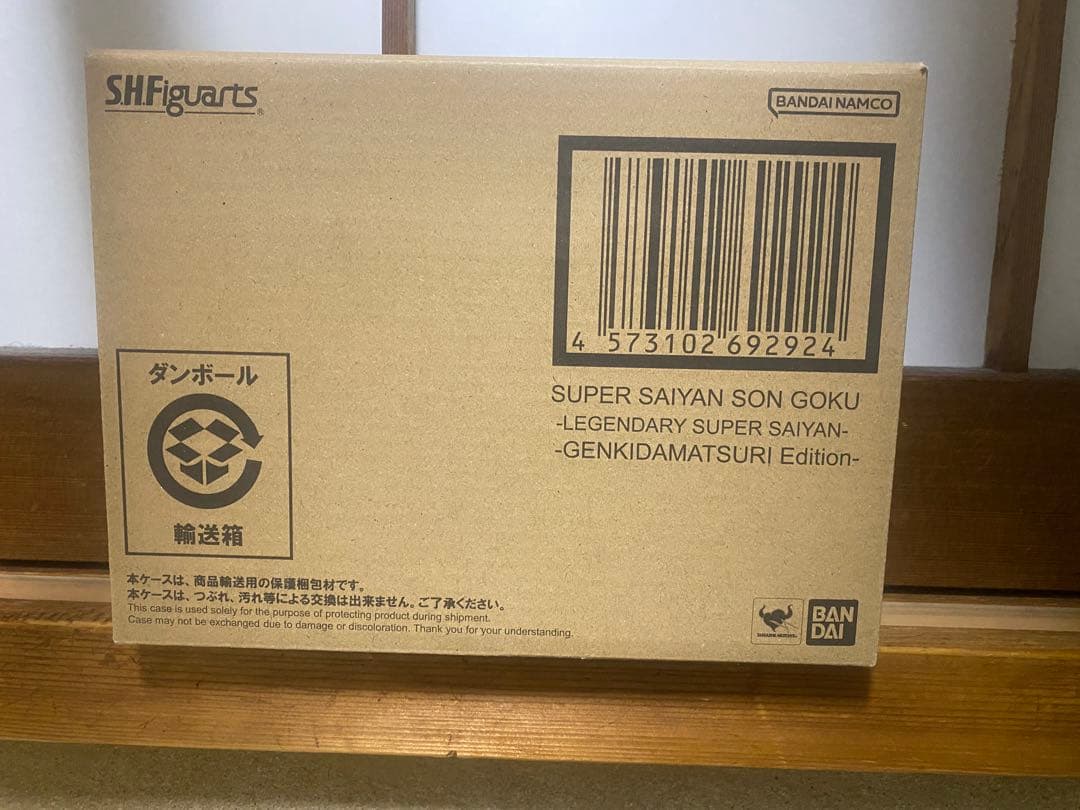 S.H.Figuarts
BANDAI NAMCO
4 573102 692924
SUPER SAIYAN SON GOKU
-LEGENDARY SUPER SAIYAN-
-GENKIDAMATSURI Edition-
ダンボール
輸送箱
本ケースは、商品輸送用の保護梱包材です。
本ケースは、つぶれ、汚れ等による交換は出来ません。ご了承ください。
This case is used solely for the purpose of protecting product during shipment.
Case may not be exchanged due to damage or discoloration. Thank you for your understanding.
BAN
DAI